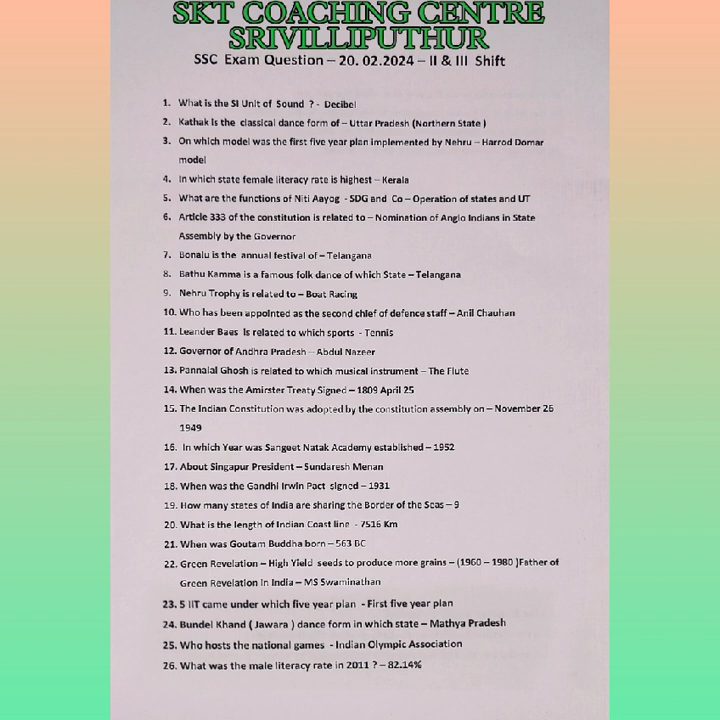 SKT COACHING CENTRE
SRIVILLIPUTHUR
SSC Exam Question – 20. 02.2024 – II & III Shift
1. What is the SI Unit of Sound ? - Decibel
2. Kathak is the classical dance form of – Uttar Pradesh (Northern State )
3. On which model was the first five year plan implemented by Nehru – Harrod Domar
model
4. In which state female literacy rate is highest – Kerala
5. What are the functions of Niti Aayog - SDG and Co – Operation of states and UT
6. Article 333 of the constitution is related to – Nomination of Anglo Indians in State
Assembly by the Governor
7. Bonalu is the annual festival of – Telangana
8. Bathu Kamma is a famous folk dance of which State – Telangana
9. Nehru Trophy is related to – Boat Racing
10. Who has been appointed as the second chief of defence staff – Anil Chauhan
11. Leander Baes is related to which sports - Tennis
12. Governor of Andhra Pradesh – Abdul Nazeer
13. Pannalal Ghosh is related to which musical instrument – The Flute
14. When was the Amirster Treaty Signed – 1809 April 25
15. The Indian Constitution was adopted by the constitution assembly on – November 26
1949
16. In which Year was Sangeet Natak Academy established – 1952
17. About Singapur President – Sundaresh Menan
18. When was the Gandhi Irwin Pact signed – 1931
19. How many states of India are sharing the Border of the Seas – 9
20. What is the length of Indian Coast line - 7516 Km
21. When was Goutam Buddha born – 563 BC
22. Green Revelation – High Yield seeds to produce more grains – (1960 – 1980 )Father of
Green Revelation in India – MS Swaminathan
23. 5 IIT came under which five year plan - First five year plan
24. Bundel Khand ( Jawara ) dance form in which state – Mathya Pradesh
25. Who hosts the national games - Indian Olympic Association
26. What was the male literacy rate in 2011 ? – 82.14%